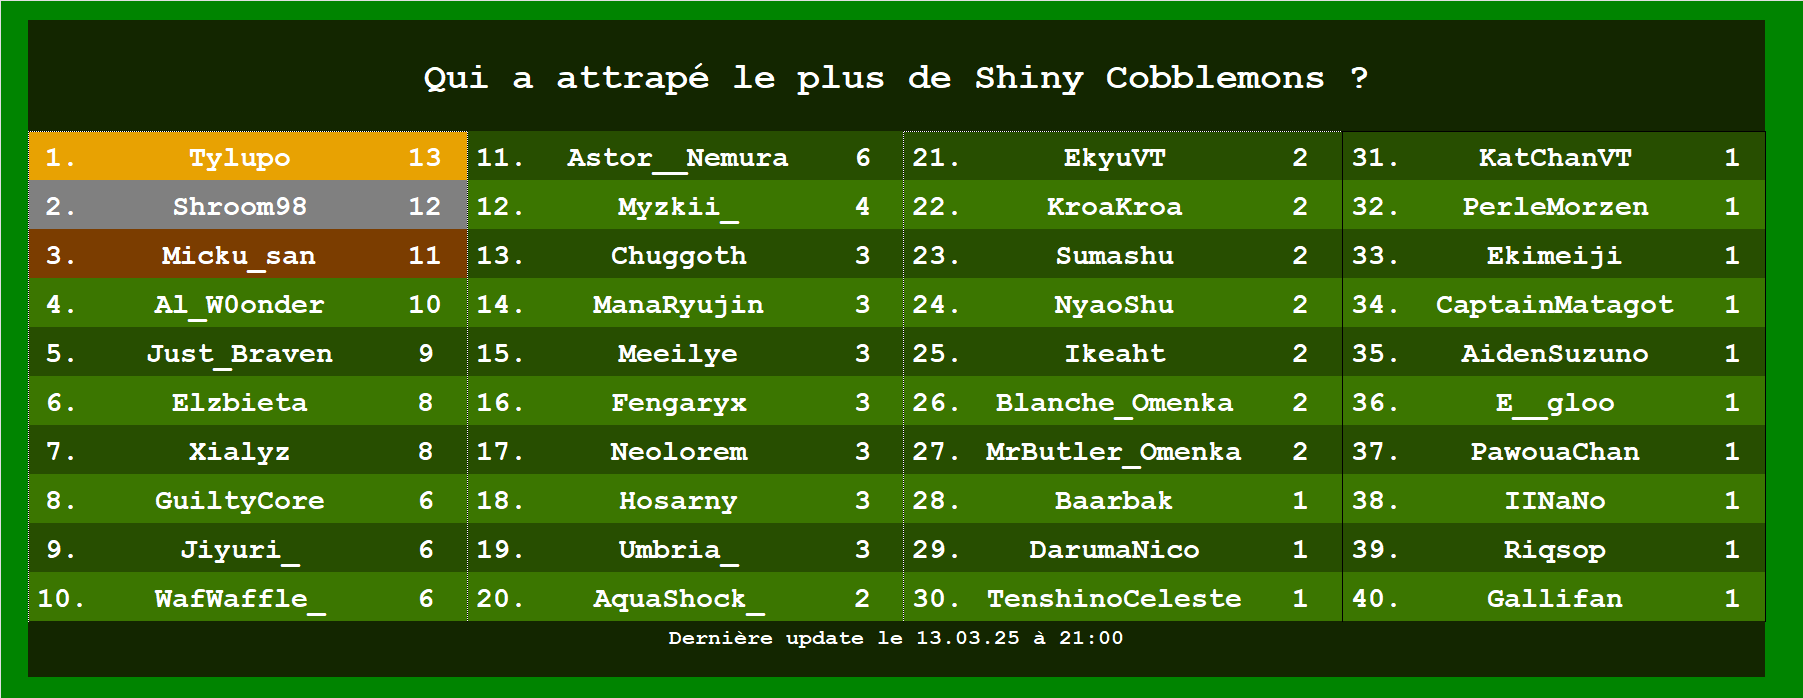 Qui a attrapé le plus de Shiny Cobblemons ?
1. Tylupo 13
2. Shroom98 12
3. Micku_san 11
4. Al_W0onder 10
5. Just_Braven 9
6. Elzbieta 8
7. Xialyz 8
8. GuiltyCore 6
9. Jiyuri_ 6
10. WafWaffle_ 6
11. Astor__Nemura 6
12. Myzkii_ 4
13. Chuggoth 3
14. ManaRyujin 3
15. Meeilye 3
16. Fengaryx 3
17. Neolorem 3
18. Hosarny 3
19. Umbria_ 3
20. AquaShock_ 2
21. EkyuVT 2
22. KroaKroa 2
23. Sumashu 2
24. NyaoShu 2
25. Ikeaht 2
26. Blanche_Omenka 2
27. MrButler_Omenka 2
28. Baarbak 1
29. DarumaNico 1
30. TenshinoCeleste 1
31. KatChanVT 1
32. PerleMorzen 1
33. Ekimeiji 1
34. CaptainMatagot 1
35. AidenSuzuno 1
36. E__gloo 1
37. PawouaChan 1
38. IINaNo 1
39. Riqsop 1
40. Gallifan 1
Dernière update le 13.03.25 à 21:00